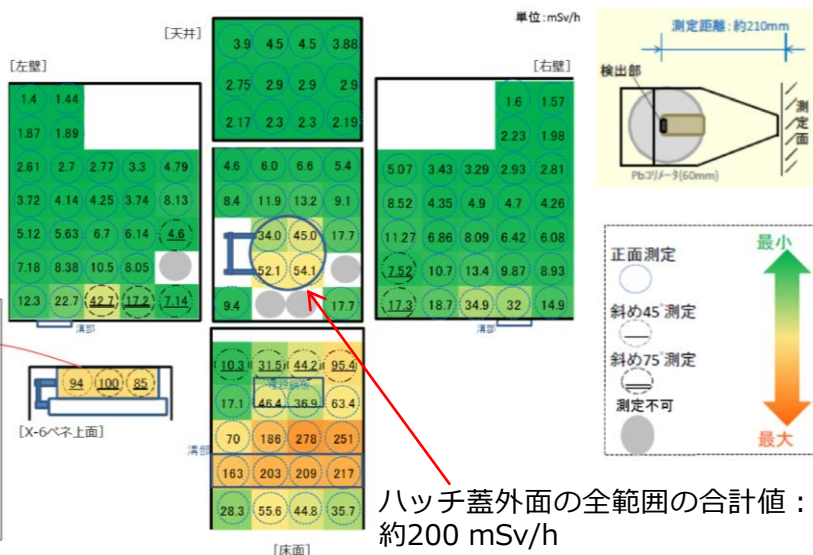 単位:mSv/h
[天井]
3.9 4.5 4.5 3.88
2.75 2.9 2.9 2.9
2.17 2.3 2.3 2.19
[左壁]
1.4 1.44
1.87 1.89
2.61 2.7 2.77 3.3 4.79
3.72 4.14 4.25 3.74 8.13
5.12 5.63 6.7 6.14 4.6
7.18 8.38 10.5 8.05
12.3 22.7 42.7 17.2 7.14
溝部
4.6 6.0 6.6 5.4
8.4 11.9 13.2 9.1
34.0 45.0 17.7
52.1 54.1
9.4 17.7
[右壁]
1.6 1.57
2.23 1.98
5.07 3.43 3.29 2.93 2.81
8.52 4.35 4.9 4.7 4.26
11.27 6.86 8.09 6.42 6.08
7.52 10.7 13.4 9.87 8.93
17.3 18.7 34.9 32 14.9
溝部
94 100 85
[X-6ペネ上面]
10.3 31.5 44.2 95.4
17.1 46.4 36.9 63.4
70 186 278 251
溝部
163 203 209 217
28.3 55.6 44.8 35.7
[床面]
測定距離:約210mm
検出部
測定面
Pbコリメータ(60mm)
正面測定
斜め45°測定
斜め75°測定
測定不可
最小
最大
ハッチ蓋外面の全範囲の合計値：
約200 mSv/h